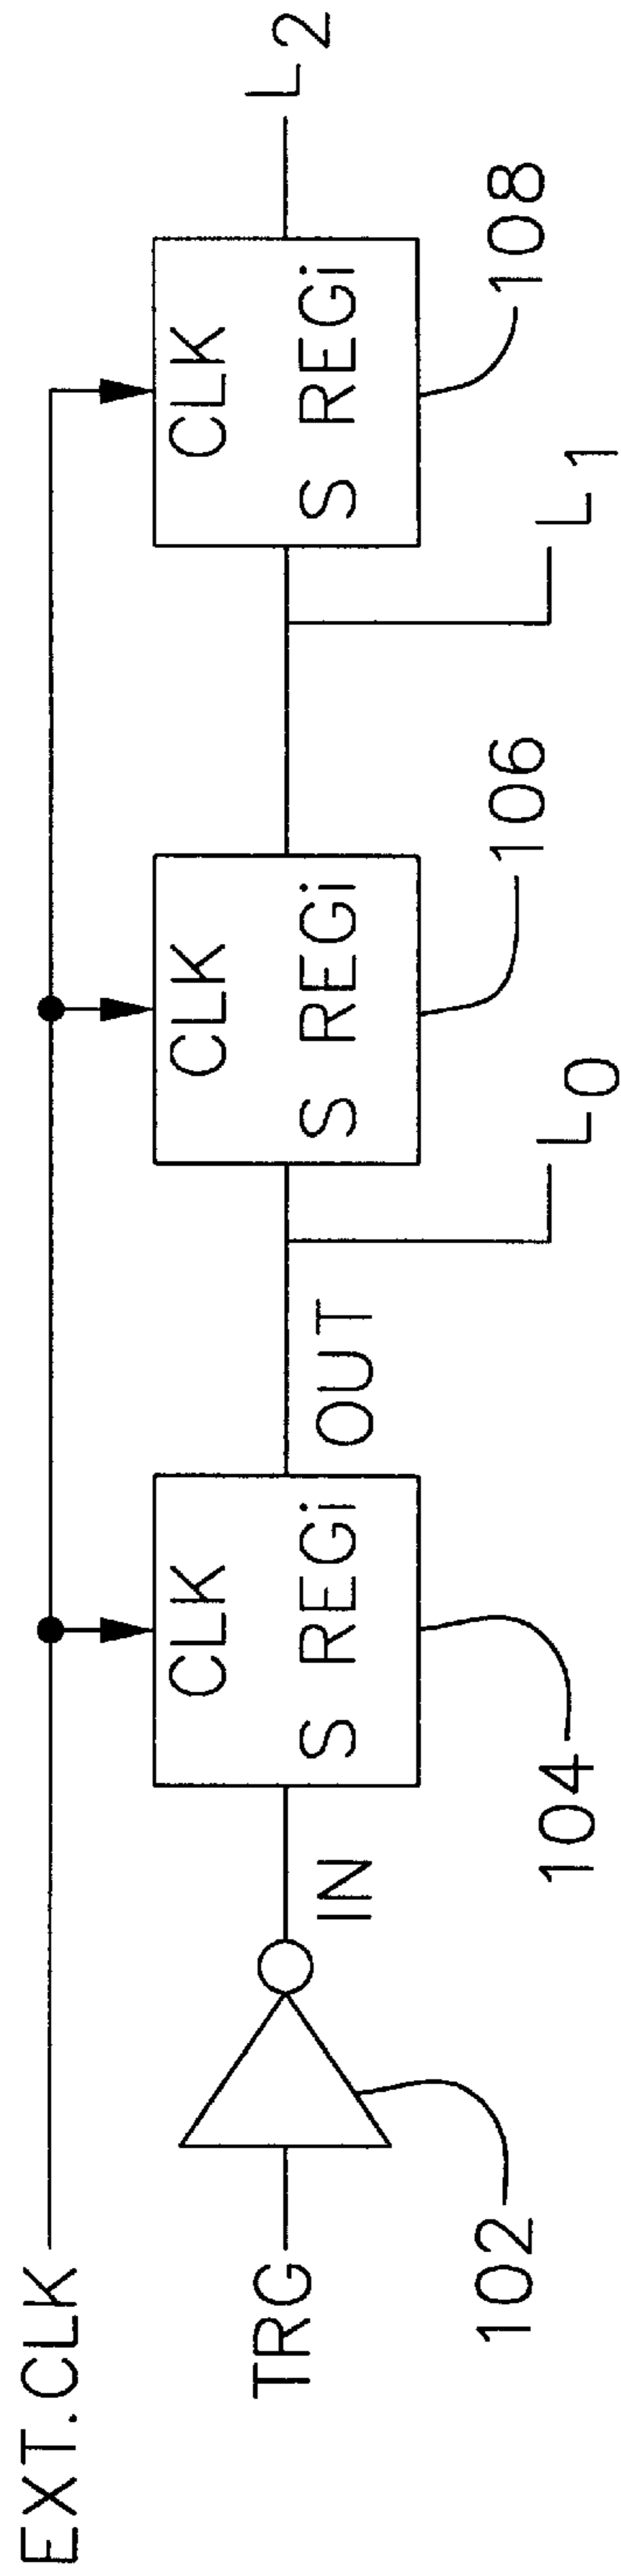 EXT.CLK
CLK
CLK
CLK
TRG
IN
S REGi
OUT
S REGi
S REGi
L2
102
104
L0
106
L1
108